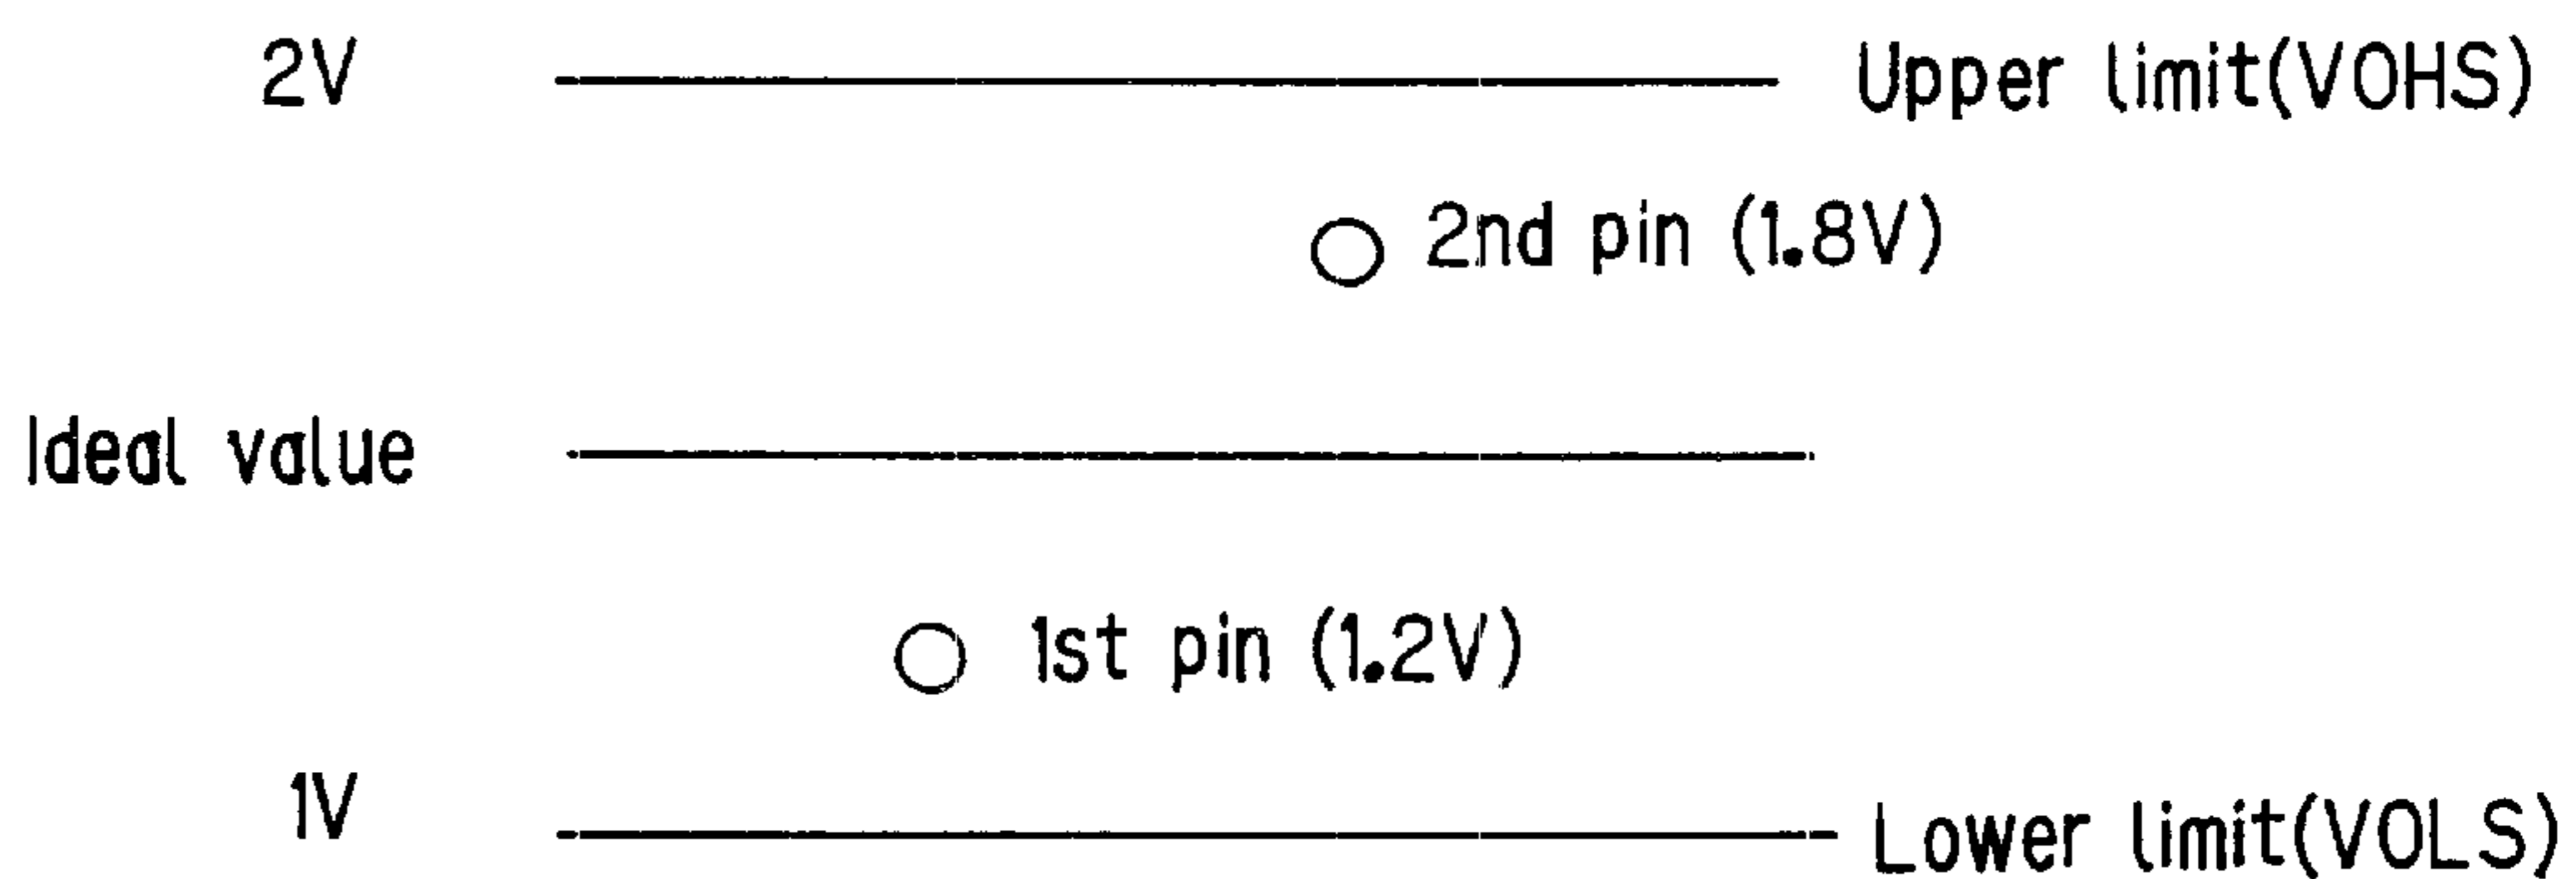 2V Upper limit(VOHS)
2nd pin (1.8V)
Ideal value
1st pin (1.2V)
1V Lower limit(VOLS)